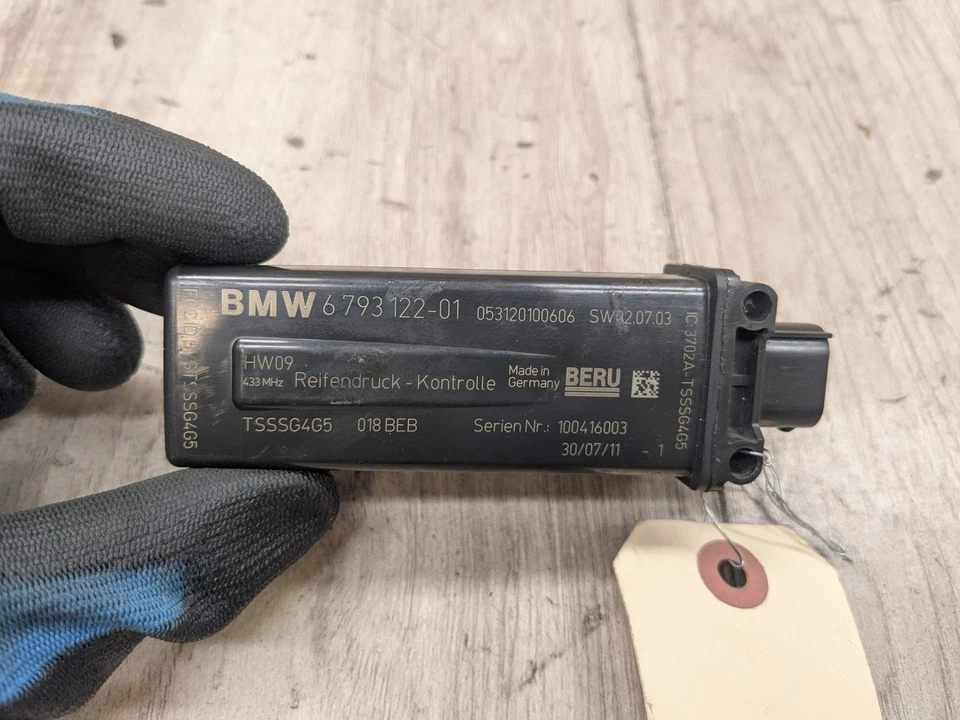 BMW 6 793 122-01 053120100606 SW02.07.03
HW09
433 MHz Reifendruck - Kontrolle
Made in
Germany
BERU
TSSSG4G5 018 BEB Serien Nr.: 100416003
30/07/11 - 1
IC: 3702A-TSSSG4G5